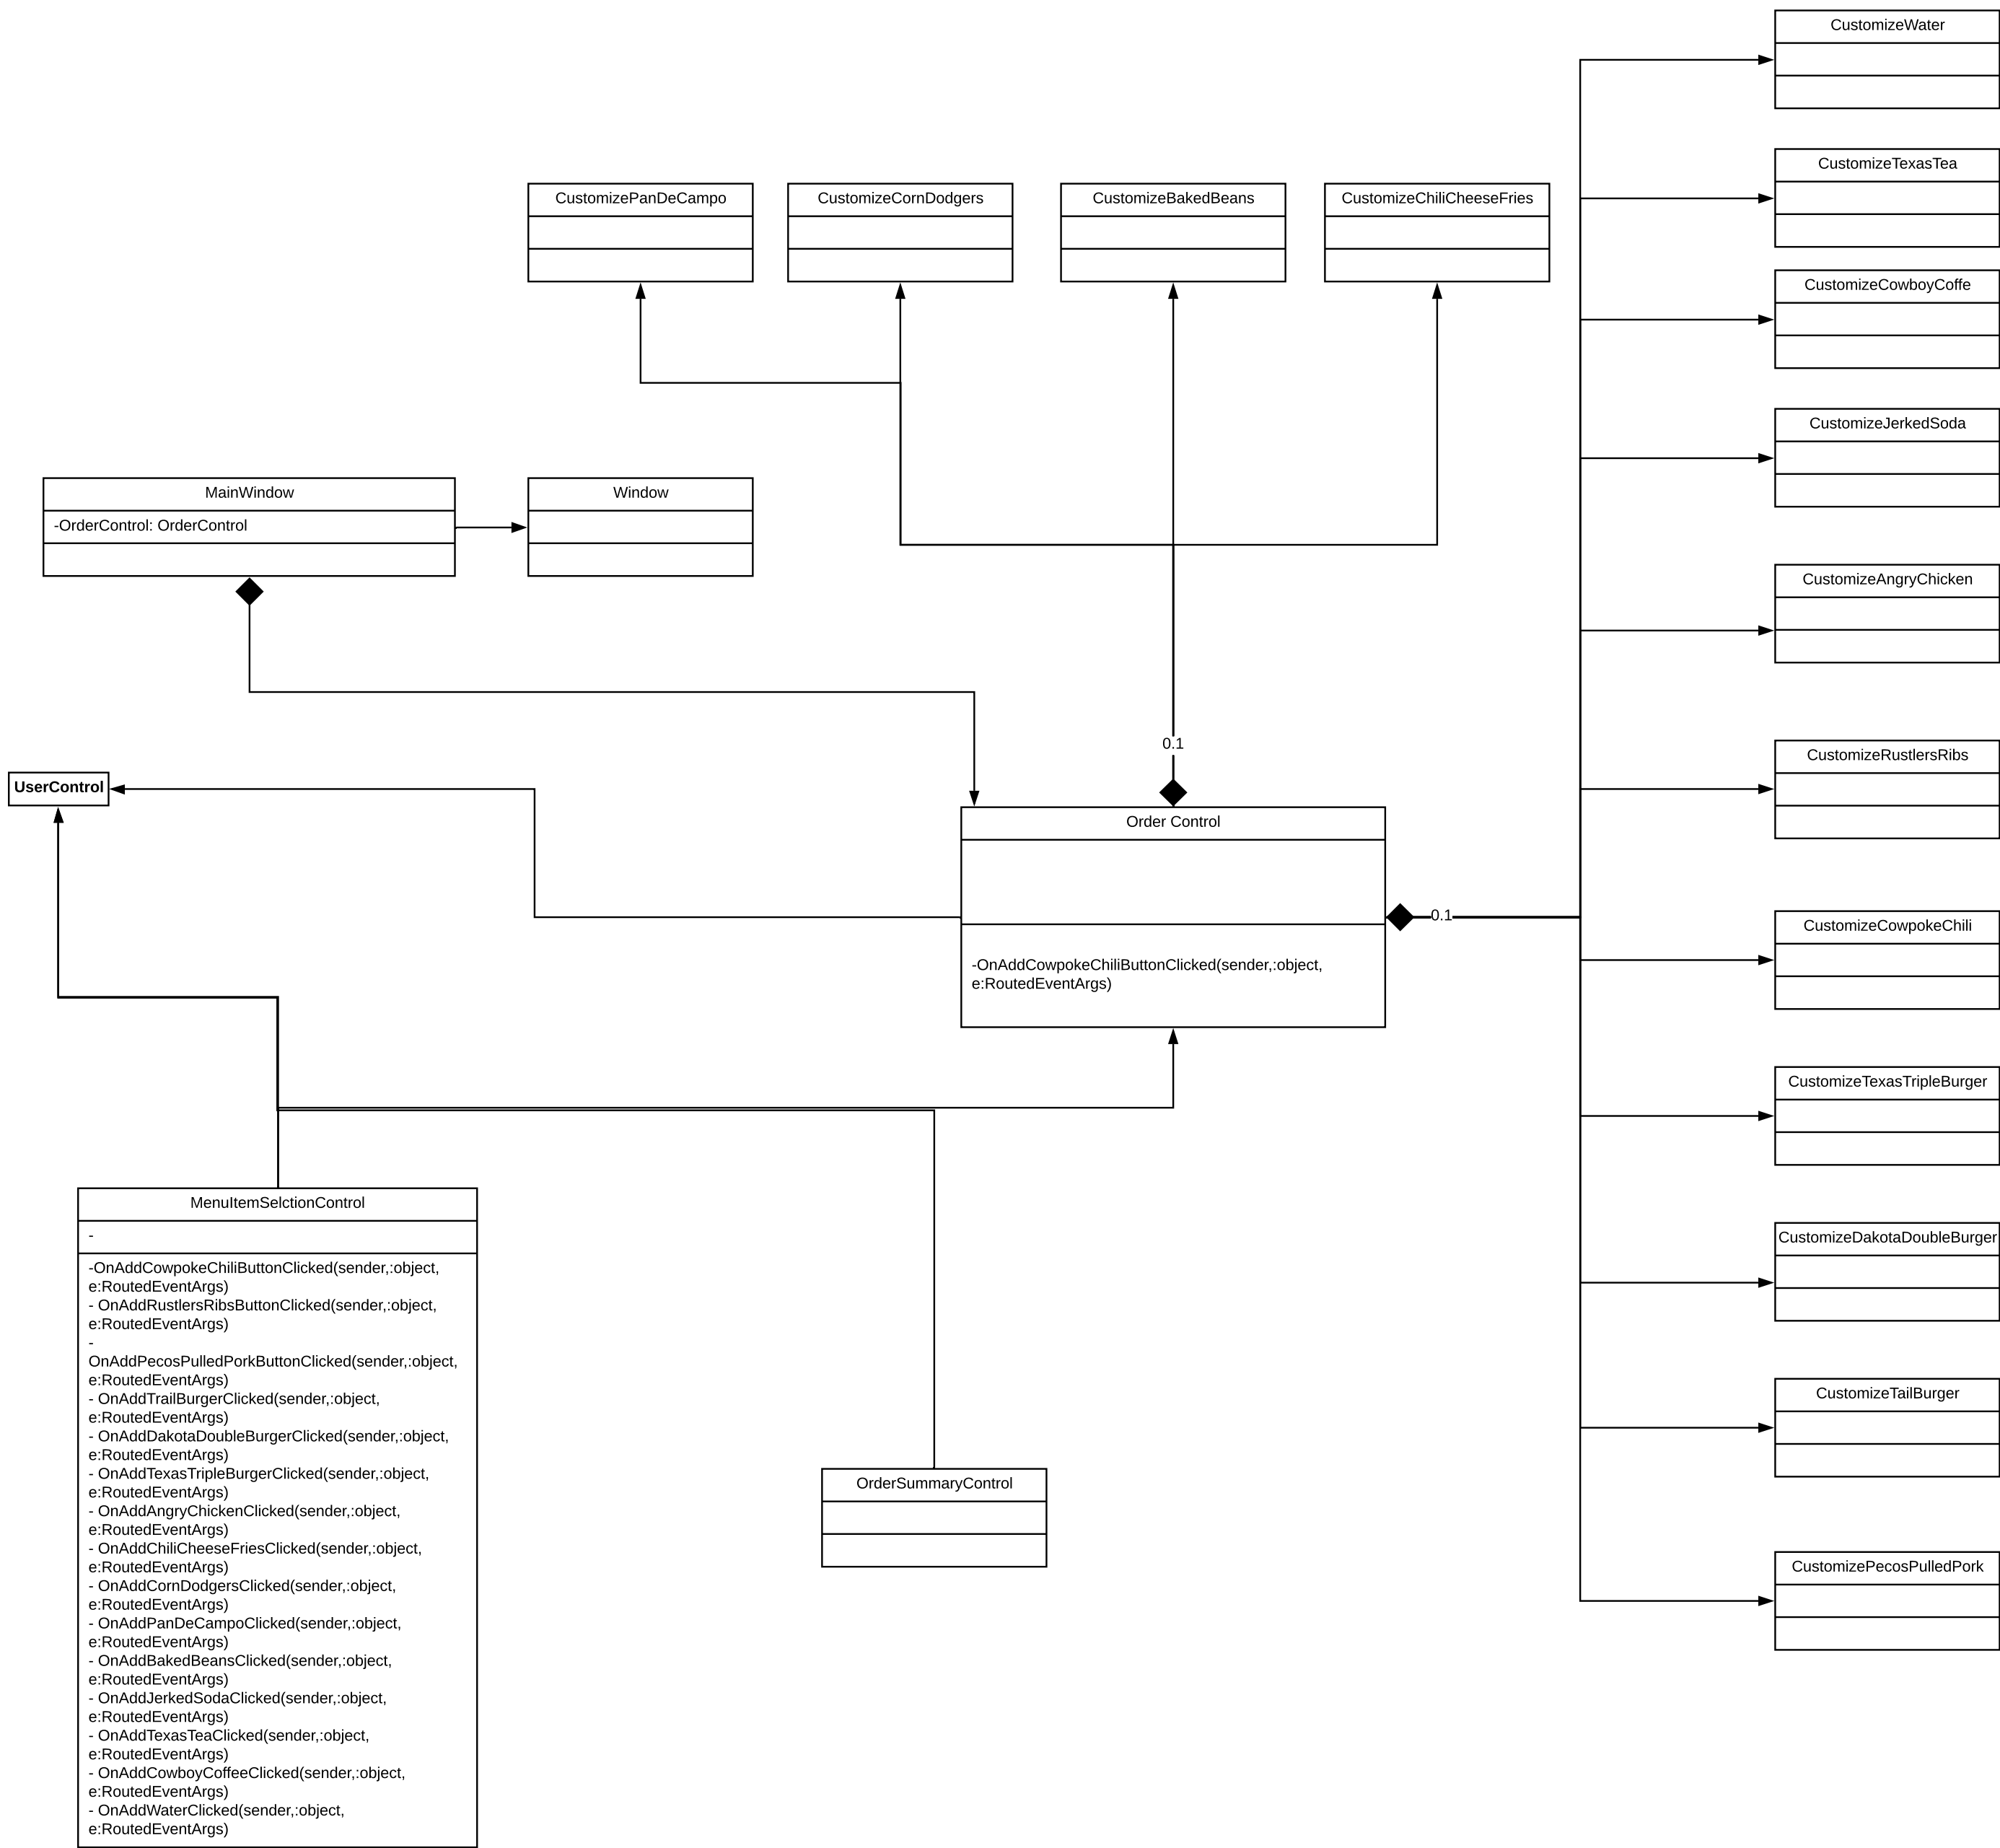 CustomizeWater
CustomizeTexasTea
CustomizePanDeCampo
CustomizeCornDodgers
CustomizeBakedBeans
CustomizeChiliCheeseFries
CustomizeCowboyCoffe
CustomizeJerkedSoda
MainWindow
-OrderControl: OrderControl
Window
CustomizeAngryChicken
0.1
CustomizeRustlersRibs
UserControl
Order Control
-OnAddCowpokeChiliButtonClicked(sender,:object,
e:RoutedEventArgs)
0.1
CustomizeCowpokeChili
CustomizeTexasTripleBurger
MenuItemSelctionControl
-
-OnAddCowpokeChiliButtonClicked(sender,:object,
e:RoutedEventArgs)
- OnAddRustlersRibsButtonClicked(sender,:object,
e:RoutedEventArgs)
-
OnAddPecosPulledPorkButtonClicked(sender,:object,
e:RoutedEventArgs)
- OnAddTrailBurgerClicked(sender,:object,
e:RoutedEventArgs)
- OnAddDakotaDoubleBurgerClicked(sender,:object,
e:RoutedEventArgs)
- OnAddTexasTripleBurgerClicked(sender,:object,
e:RoutedEventArgs)
- OnAddAngryChickenClicked(sender,:object,
e:RoutedEventArgs)
- OnAddChiliCheeseFriesClicked(sender,:object,
e:RoutedEventArgs)
- OnAddCornDodgersClicked(sender,:object,
e:RoutedEventArgs)
- OnAddPanDeCampoClicked(sender,:object,
e:RoutedEventArgs)
- OnAddBakedBeansClicked(sender,:object,
e:RoutedEventArgs)
- OnAddJerkedSodaClicked(sender,:object,
e:RoutedEventArgs)
- OnAddTexasTeaClicked(sender,:object,
e:RoutedEventArgs)
- OnAddCowboyCoffeeClicked(sender,:object,
e:RoutedEventArgs)
- OnAddWaterClicked(sender,:object,
e:RoutedEventArgs)
OrderSummaryControl
CustomizeDakotaDoubleBurger
CustomizeTailBurger
CustomizePecosPulledPork